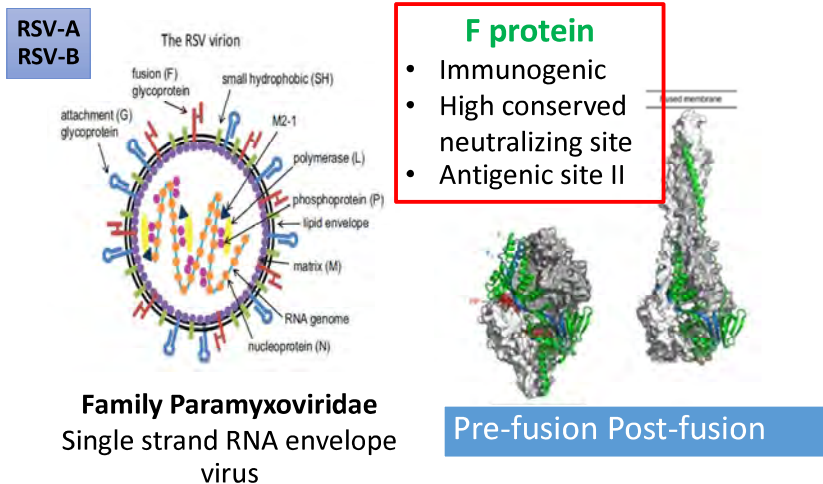 RSV-A
RSV-B
The RSV virion
fusion (F)
glycoprotein
small hydrophobic (SH)
attachment (G)
glycoprotein
M2-1
polymerase (L)
phosphoprotein (P)
lipid envelope
matrix (M)
RNA genome
nucleoprotein (N)
Family Paramyxoviridae
Single strand RNA envelope
virus
F protein
• Immunogenic
• High conserved
neutralizing site
• Antigenic site II
membrane
Pre-fusion Post-fusion